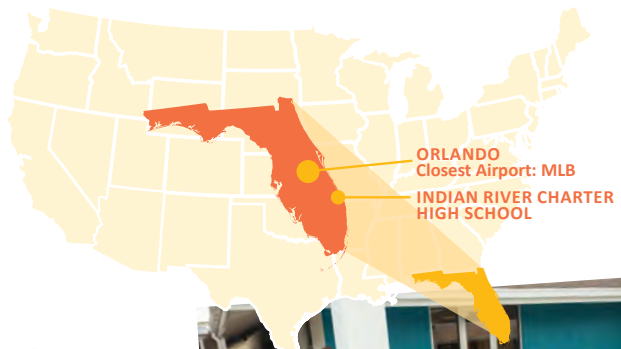 ORLANDO
Closest Airport: MLB
INDIAN RIVER CHARTER
HIGH SCHOOL